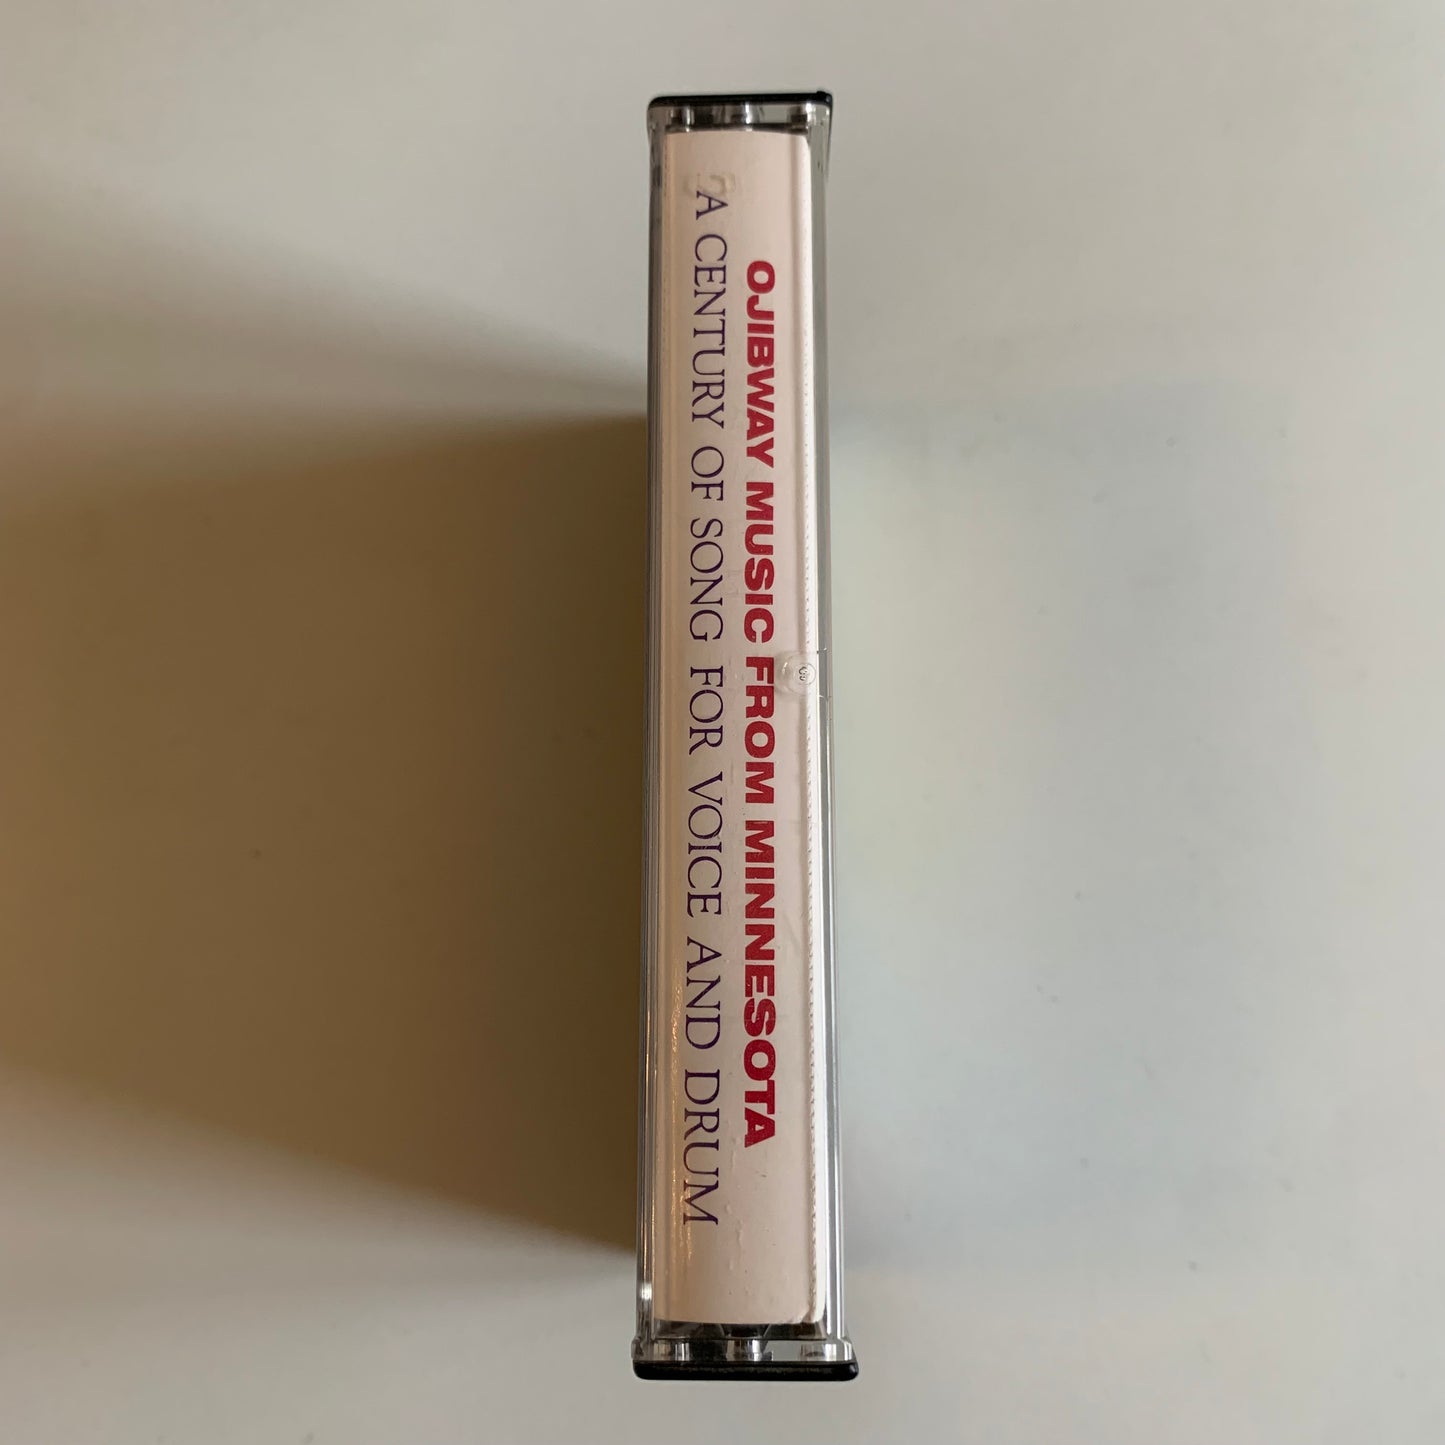 OJIBWAY MUSIC FROM MINNESOTA
A CENTURY OF SONG FOR VOICE AND DRUM